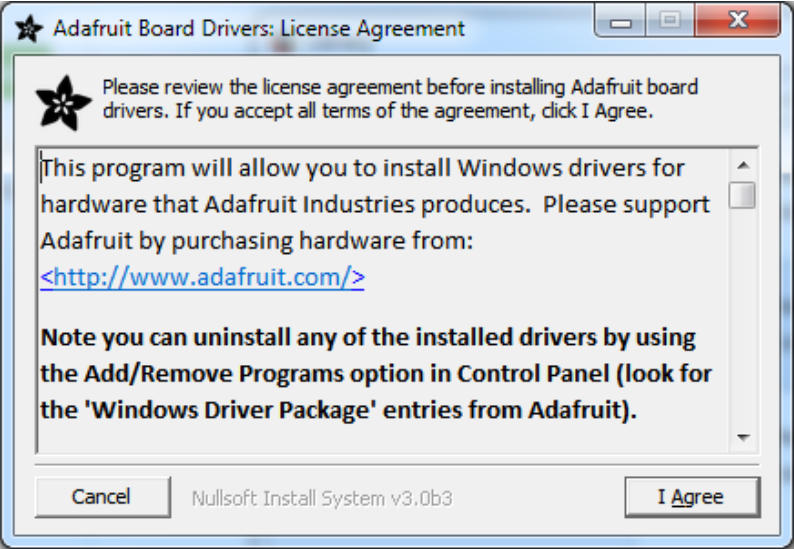 Adafruit Board Drivers: License Agreement
Please review the license agreement before installing Adafruit board
drivers. If you accept all terms of the agreement, click I Agree.
This program will allow you to install Windows drivers for
hardware that Adafruit Industries produces.  Please support
Adafruit by purchasing hardware from:
<http://www.adafruit.com/>
Note you can uninstall any of the installed drivers by using
the Add/Remove Programs option in Control Panel (look for
the 'Windows Driver Package' entries from Adafruit).
Cancel
Nullsoft Install System v3.0b3
I Agree